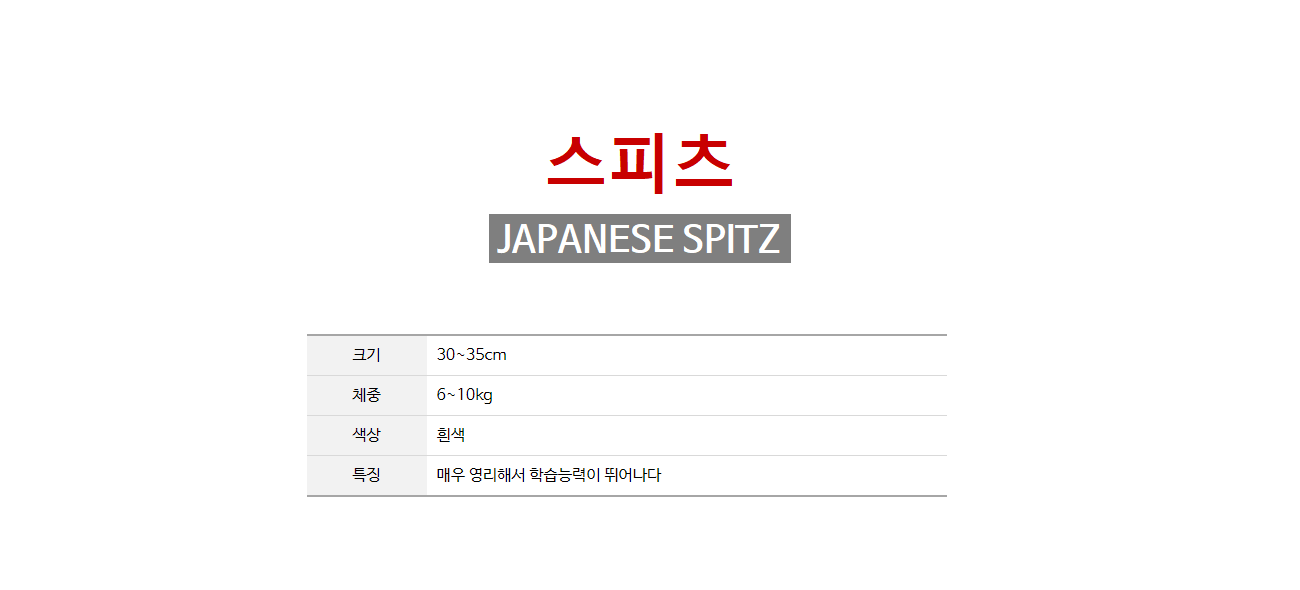 스피츠
JAPANESE SPITZ
크기 30~35cm
체중 6~10kg
색상 흰색
특징 매우 영리해서 학습능력이 뛰어나다